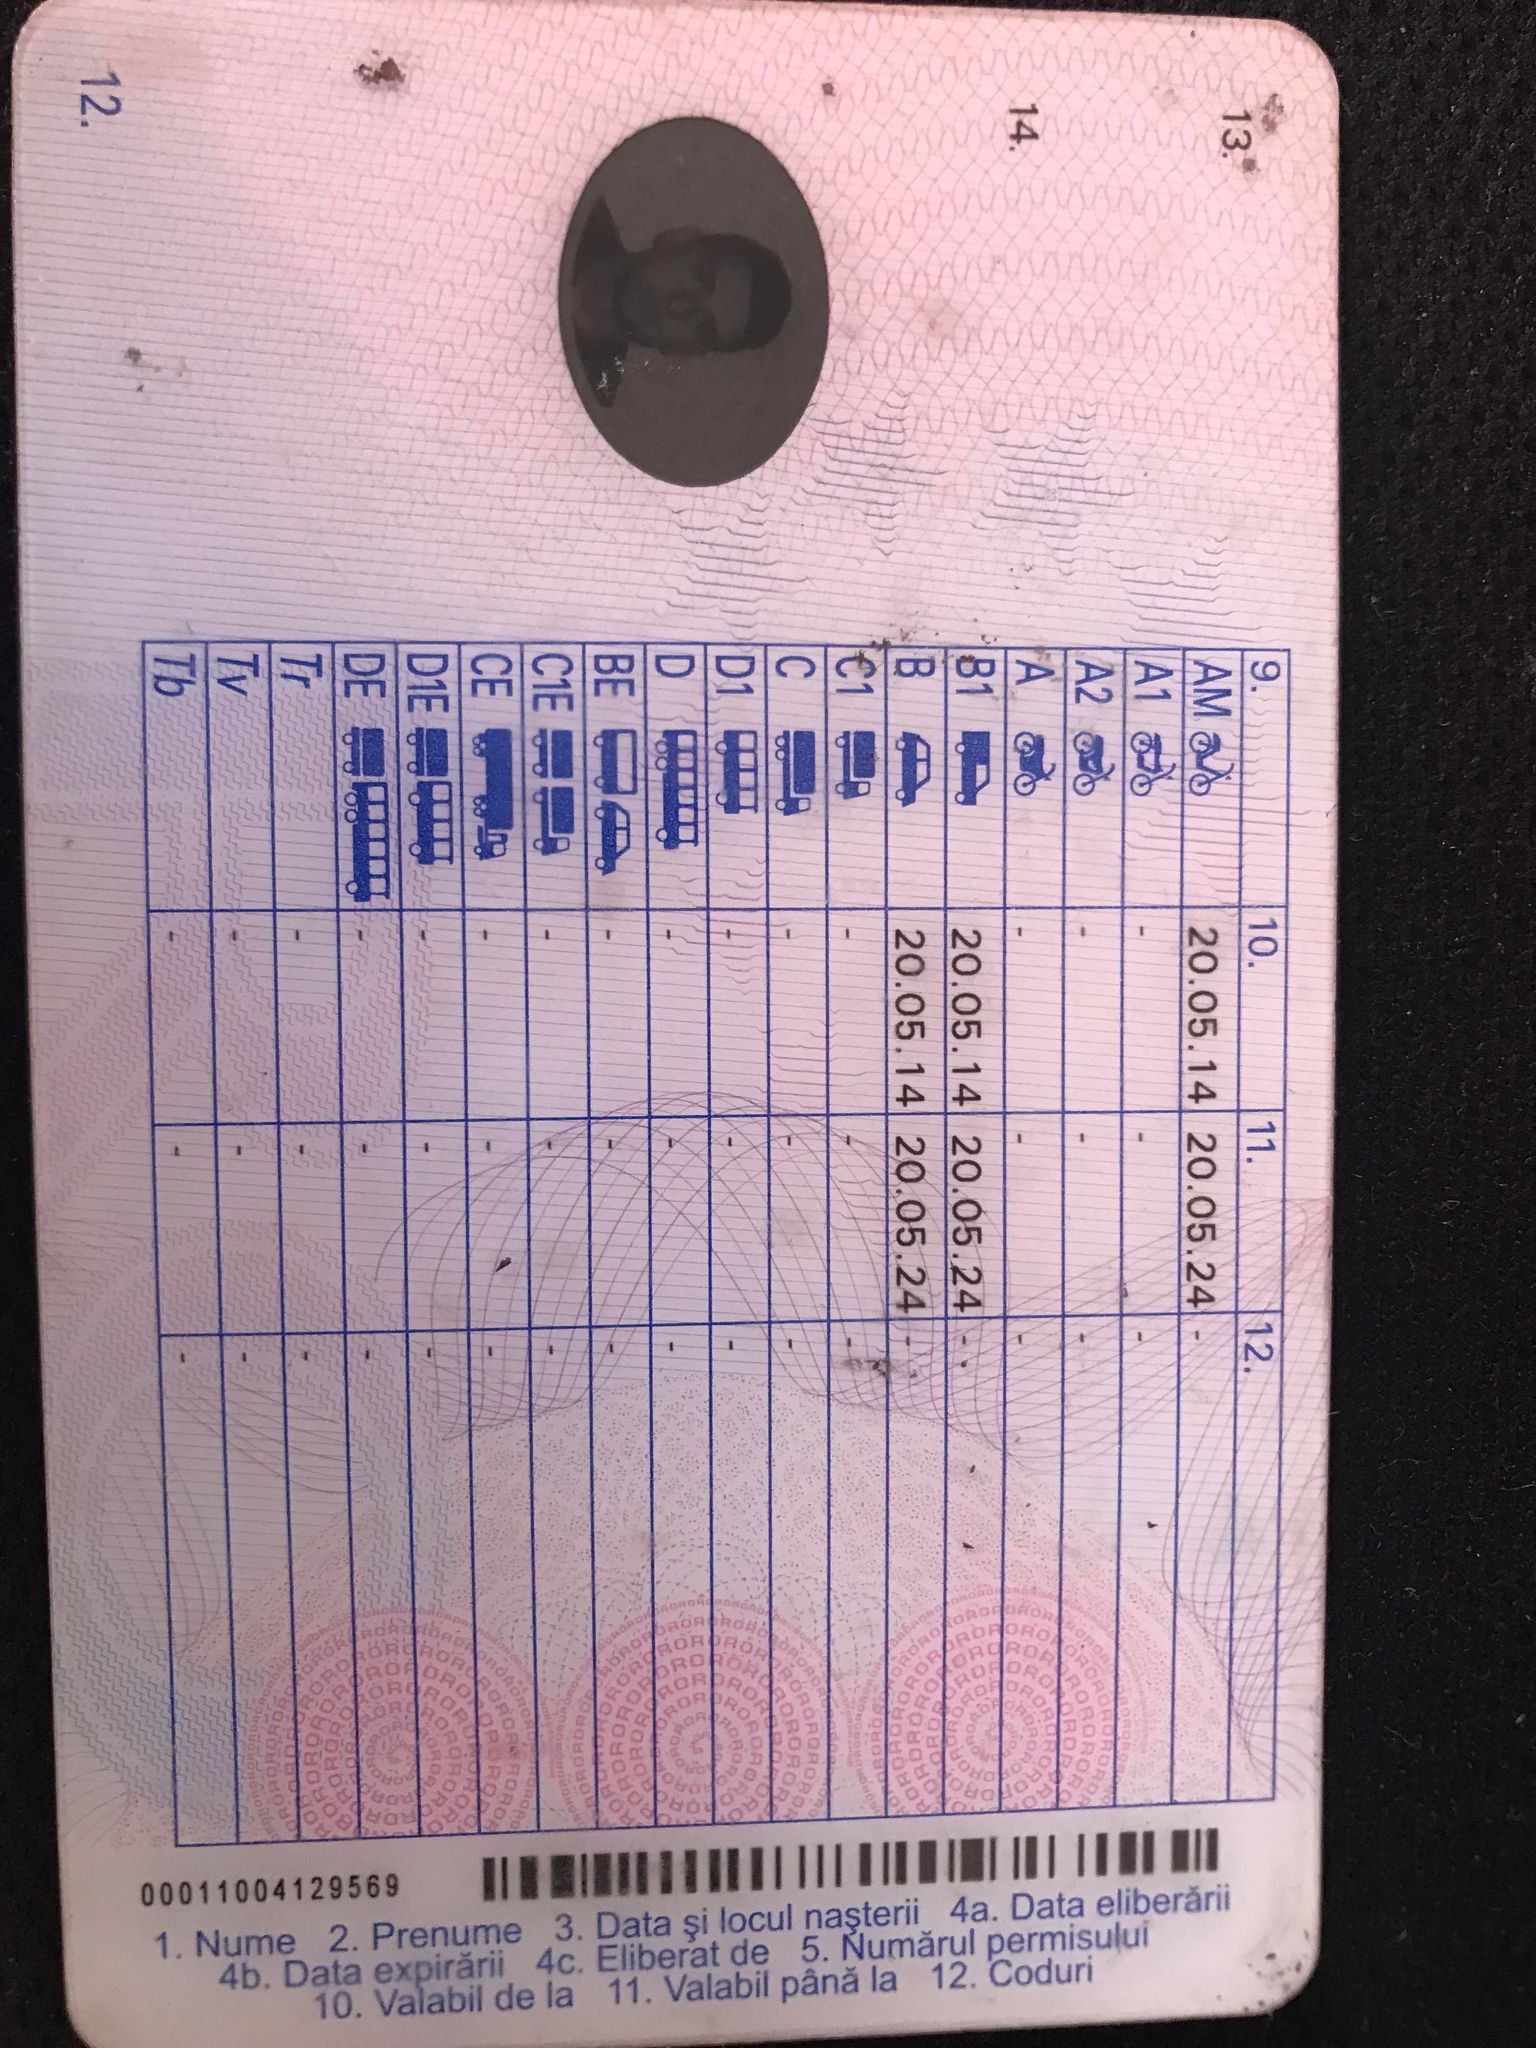 13.
14.
12.
9. 10. 11. 12.
AM 20.05.14 20.05.24 -
A1 - - -
A2 - - -
A - - -
B1 20.05.14 20.05.24 -
B 20.05.14 20.05.24 -
C1 - - -
C - - -
D1 - - -
D - - -
BE - - -
C1E - - -
CE - - -
D1E - - -
DE - - -
Tr - - -
Tv - - -
Tb - - -
00011004129569
1. Nume 2. Prenume 3. Data şi locul naşterii 4a. Data eliberării
4b. Data expirării 4c. Eliberat de 5. Numărul permisului
10. Valabil de la 11. Valabil până la 12. Coduri